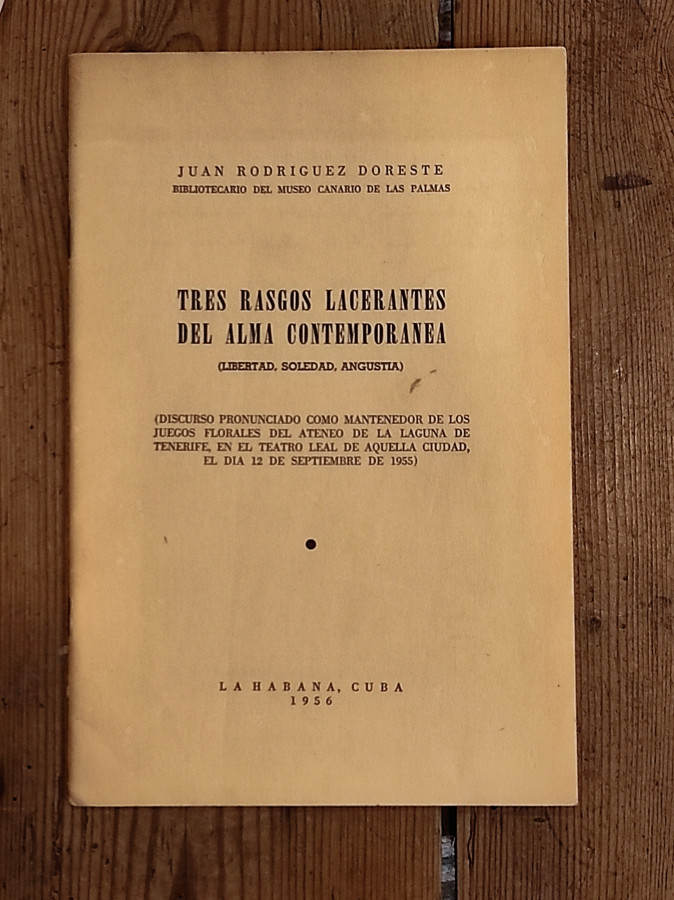 JUAN RODRIGUEZ DORESTE
BIBLIOTECARIO DEL MUSEO CANARIO DE LAS PALMAS
TRES RASGOS LACERANTES
DEL ALMA CONTEMPORANEA
(LIBERTAD, SOLEDAD, ANGUSTIA)
(DISCURSO PRONUNCIADO COMO MANTENEDOR DE LOS
JUEGOS FLORALES DEL ATENEO DE LA LAGUNA DE
TENERIFE, EN EL TEATRO LEAL DE AQUELLA CIUDAD,
EL DIA 12 DE SEPTIEMBRE DE 1955)
LA HABANA, CUBA
1956